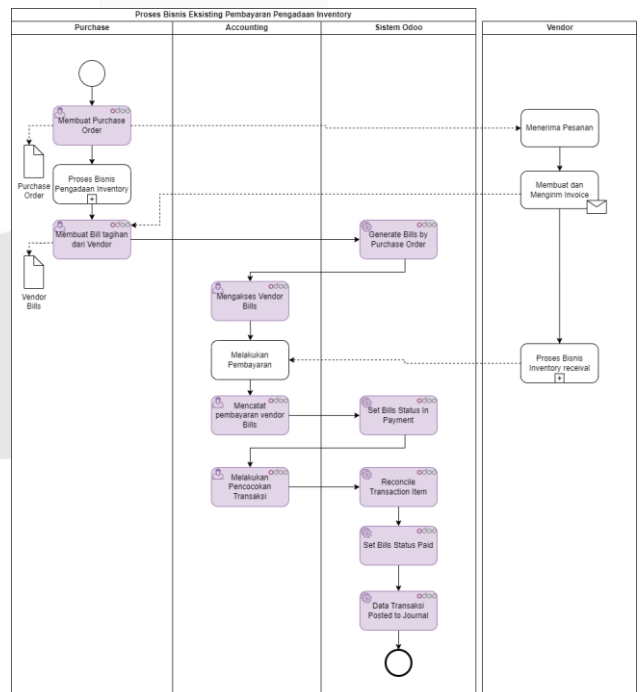 Proses Bisnis Eksisting Pembayaran Pengadaan Inventory
Purchase
Accounting
Sistem Odoo
Vendor
odoo
Membuat Purchase
Order
Menerima Pesanan
Purchase
Order
Proses Bisnis
Pengadaan Inventory
+
Membuat dan
Mengirim Invoice
odoo
Membuat Bill tagihan
dari Vendor
odoo
Generate Bills by
Purchase Order
Vendor
Bills
odoo
Mengakses Vendor
Bills
Melakukan
Pembayaran
Proses Bisnis
Inventory receival
+
odoo
Mencatat
pembayaran vendor
Bills
odoo
Set Bills Status In
Payment
odoo
Melakukan
Pencocokan
Transaksi
odoo
Reconcile
Transaction Item
odoo
Set Bills Status Paid
odoo
Data Transaksi
Posted to Journal